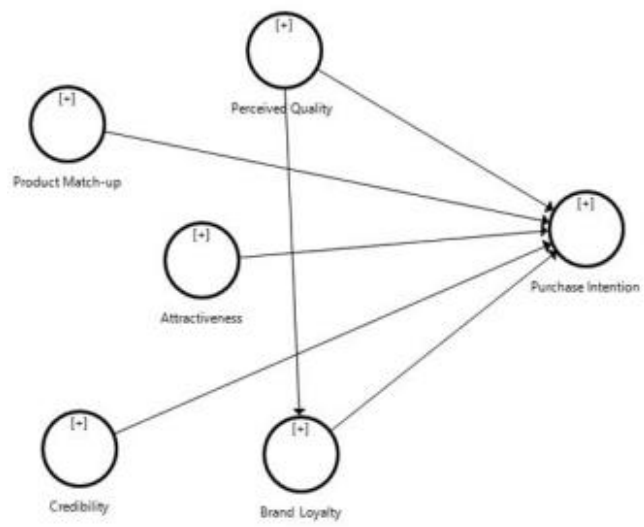 [+]
Perceived Quality
[+]
Product Match-up
[+]
Purchase Intention
[+]
Attractiveness
[+]
Credibility
[+]
Brand Loyalty